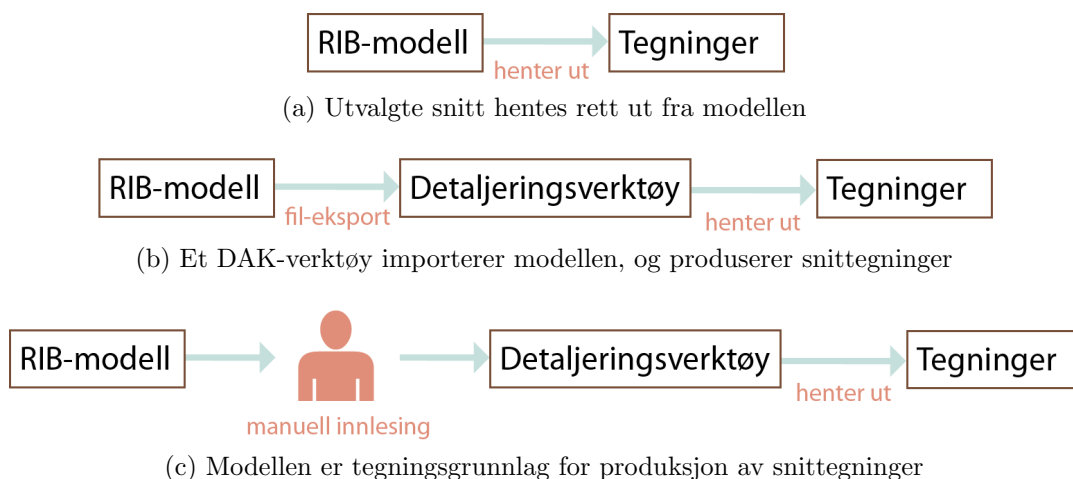 RIB-modell henter ut Tegninger
(a) Utvalgte snitt hentes rett ut fra modellen
RIB-modell fil-eksport Detaljeringsverktøy henter ut Tegninger
(b) Et DAK-verktøy importerer modellen, og produserer snittegninger
RIB-modell manuell innlesing Detaljeringsverktøy henter ut Tegninger
(c) Modellen er tegningsgrunnlag for produksjon av snittegninger